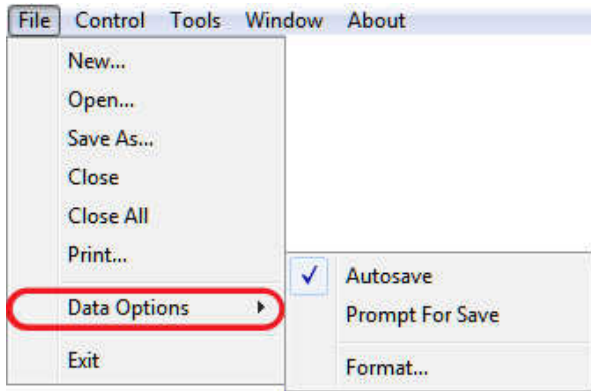 File Control Tools Window About
New...
Open...
Save As...
Close
Close All
Print...
Data Options
Exit
Autosave
Prompt For Save
Format...